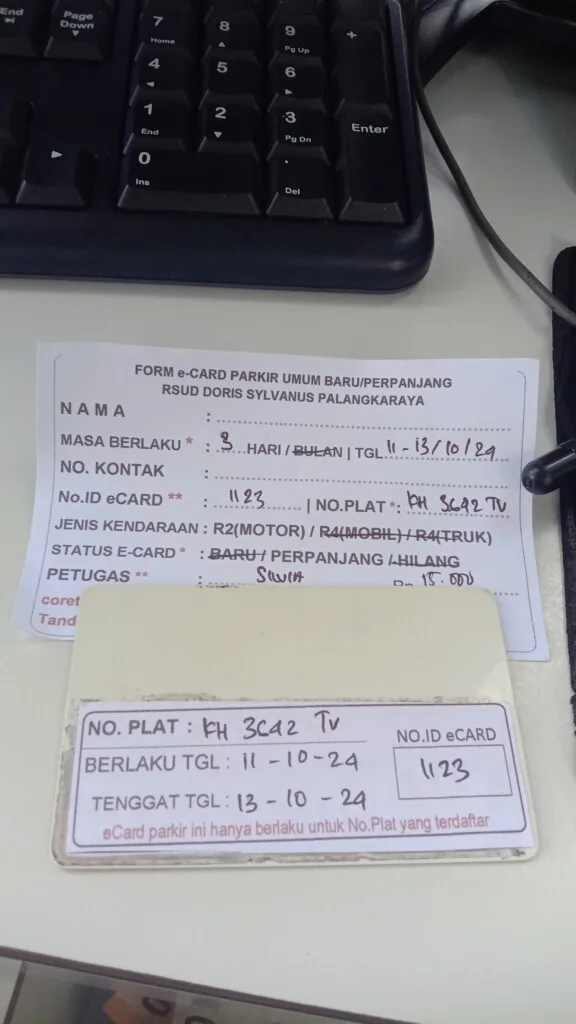 End
Page Down
7 Home
8
9 Pg Up
+
4
5
6
1 End
2
3 Pg Dn
Enter
0 Ins
. Del
FORM e-CARD PARKIR UMUM BARU/PERPANJANG
RSUD DORIS SYLVANUS PALANGKARAYA
NAMA :
MASA BERLAKU * : 3 HARI / BULAN | TGL 11 - 13/10/24
NO. KONTAK :
No.ID eCARD ** : 1123 | NO.PLAT *: KH 3642 TV
JENIS KENDARAAN : R2(MOTOR) / R4(MOBIL) / R4(TRUK)
STATUS E-CARD * : BARU / PERPANJANG / HILANG
PETUGAS ** : SILVIA Rp 15.000
coret
Tand
NO. PLAT : KH 3642 TV
NO.ID eCARD
BERLAKU TGL : 11 - 10 - 24
1123
TENGGAT TGL : 13 - 10 - 24
eCard parkir ini hanya berlaku untuk No.Plat yang terdaftar